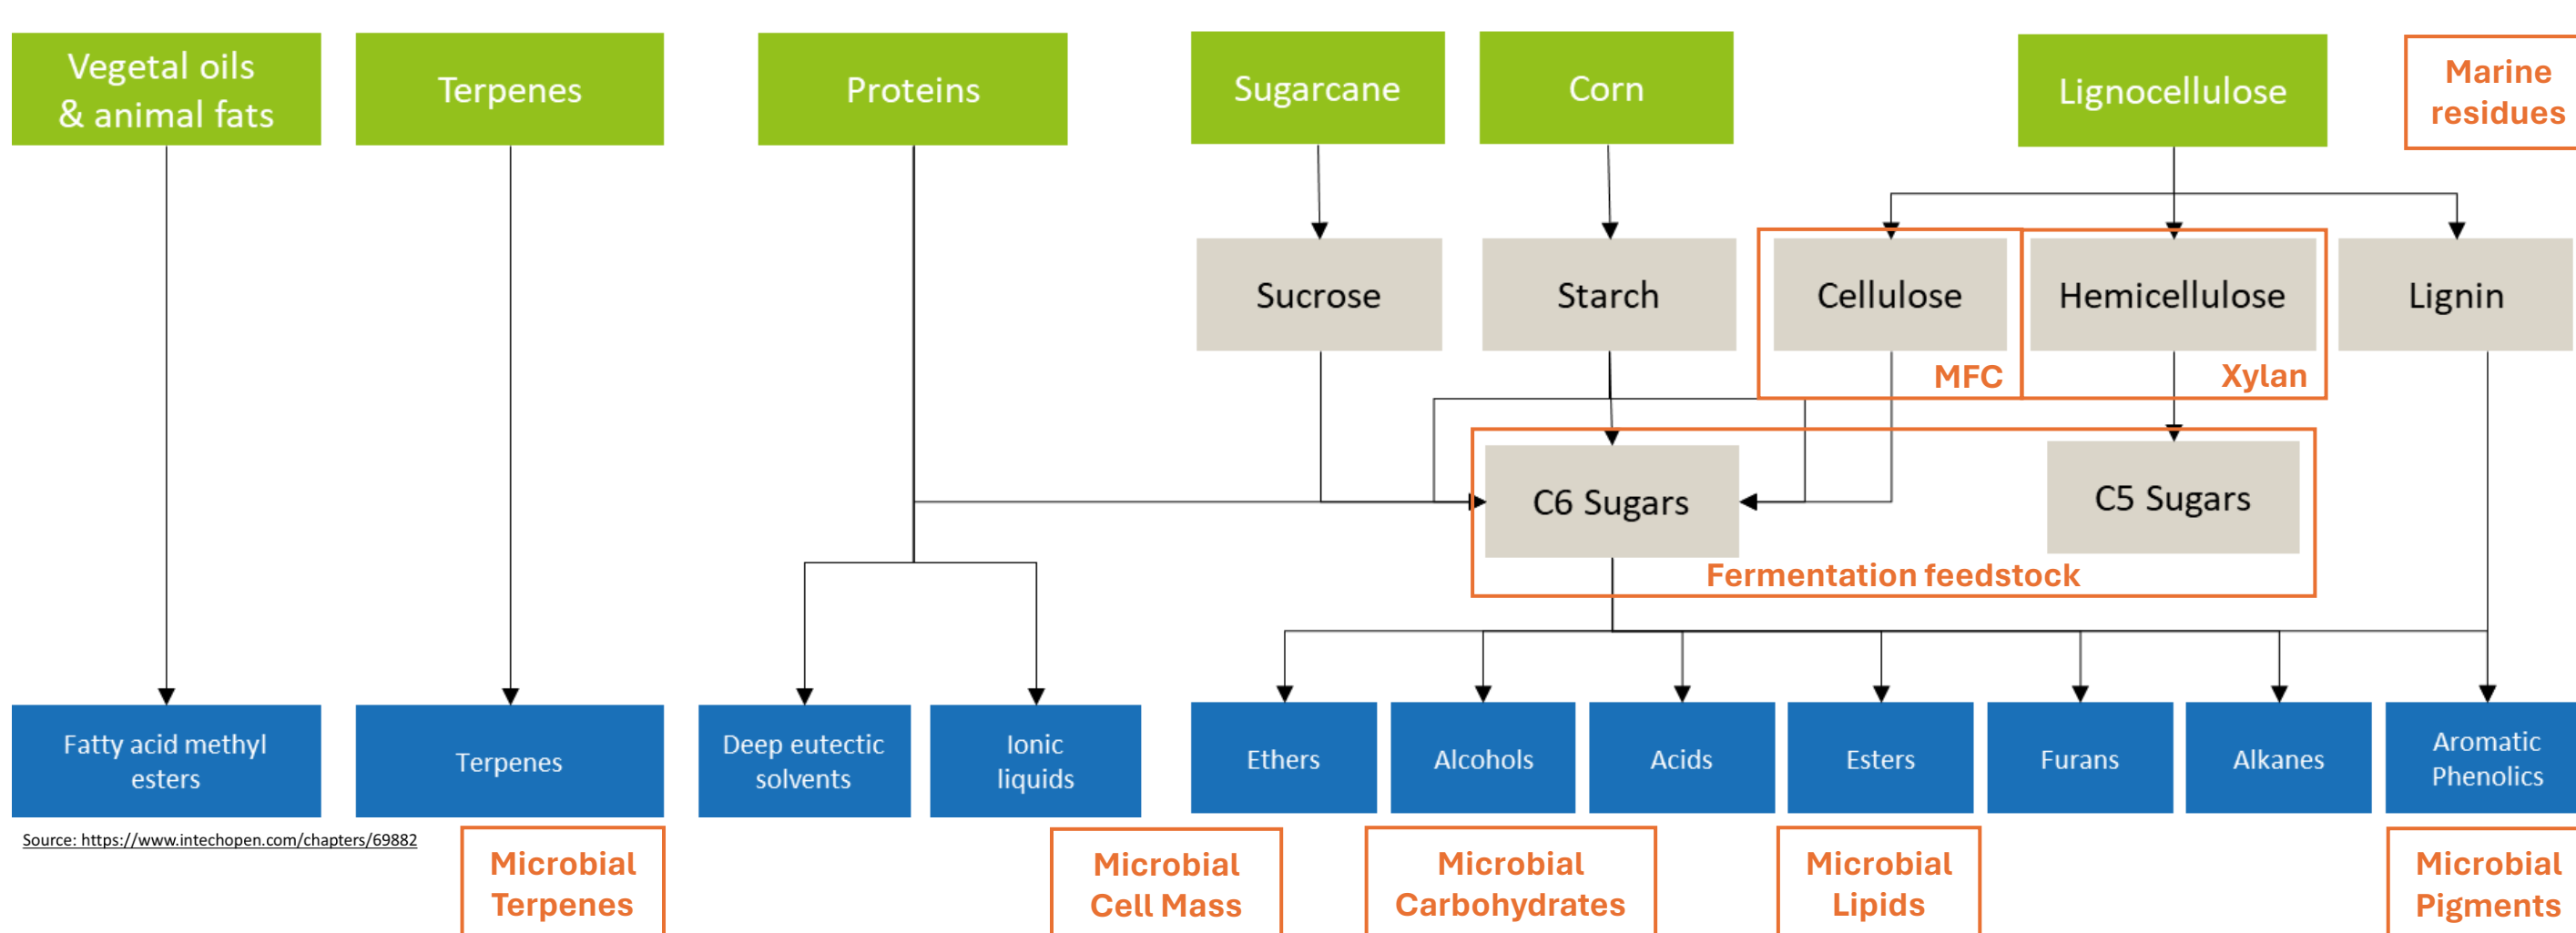 Vegetal oils
& animal fats
Terpenes
Proteins
Sugarcane
Corn
Lignocellulose
Marine
residues
Sucrose
Starch
Cellulose
Hemicellulose
Lignin
MFC
Xylan
C6 Sugars
C5 Sugars
Fermentation feedstock
Fatty acid methyl
esters
Terpenes
Deep eutectic
solvents
Ionic
liquids
Ethers
Alcohols
Acids
Esters
Furans
Alkanes
Aromatic
Phenolics
Source: https://www.intechopen.com/chapters/69882
Microbial
Terpenes
Microbial
Cell Mass
Microbial
Carbohydrates
Microbial
Lipids
Microbial
Pigments